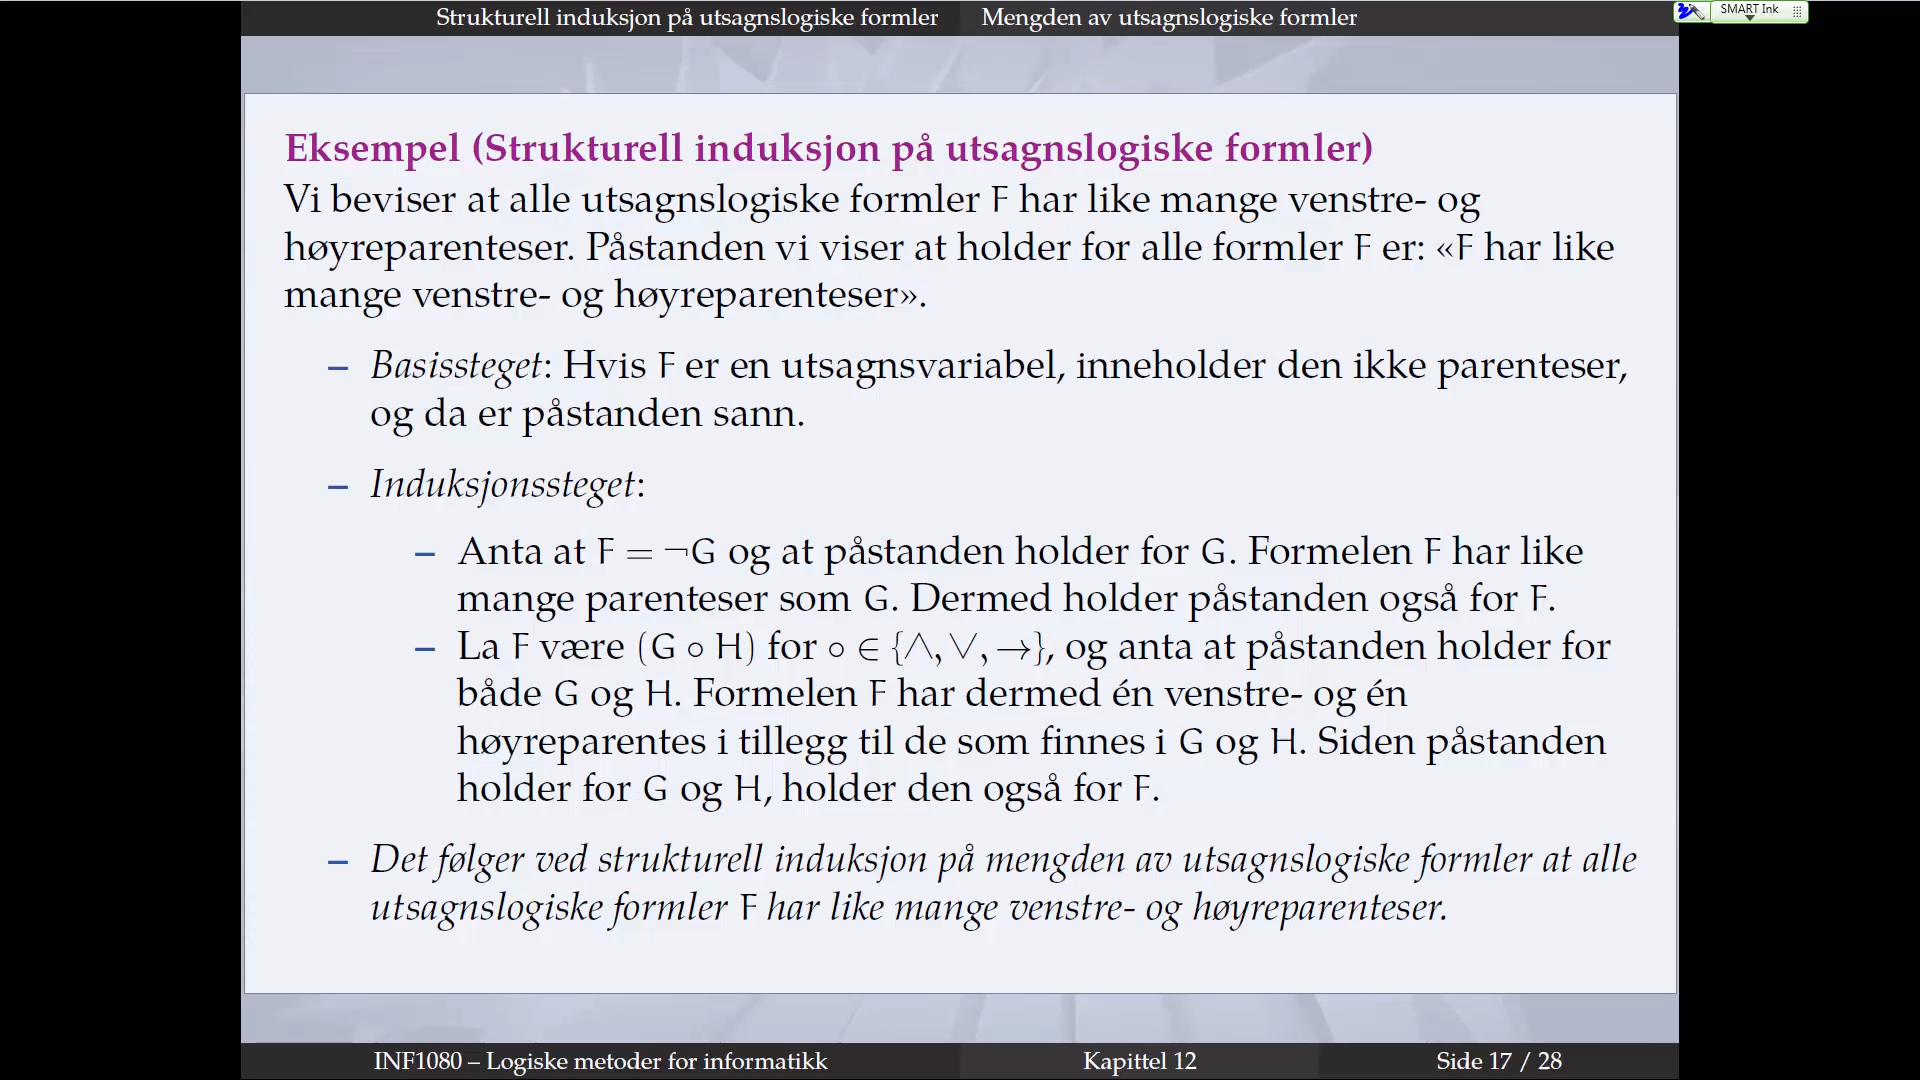 Strukturell induksjon på utsagnslogiske formler Mengden av utsagnslogiske formler
SMART Ink
Eksempel (Strukturell induksjon på utsagnslogiske formler)
Vi beviser at alle utsagnslogiske formler F har like mange venstre- og
høyreparenteser. Påstanden vi viser at holder for alle formler F er: «F har like
mange venstre- og høyreparenteser».
– Basissteget: Hvis F er en utsagnsvariabel, inneholder den ikke parenteser,
og da er påstanden sann.
– Induksjonssteget:
– Anta at F = ¬G og at påstanden holder for G. Formelen F har like
mange parenteser som G. Dermed holder påstanden også for F.
– La F være (G ∘ H) for ∘ ∈ {∧, ∨, →}, og anta at påstanden holder for
både G og H. Formelen F har dermed én venstre- og én
høyreparentes i tillegg til de som finnes i G og H. Siden påstanden
holder for G og H, holder den også for F.
– Det følger ved strukturell induksjon på mengden av utsagnslogiske formler at alle
utsagnslogiske formler F har like mange venstre- og høyreparenteser.
INF1080 – Logiske metoder for informatikk Kapittel 12 Side 17 / 28